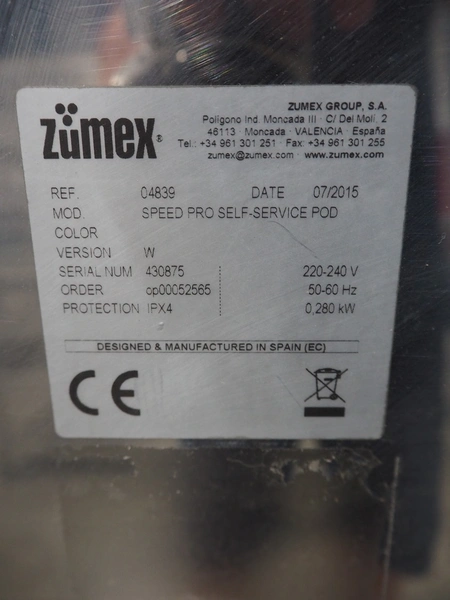 zumex®
ZUMEX GROUP, S.A.
Polígono Ind. Moncada III · C/ Del Molí, 2
46113 · Moncada · VALENCIA · España
Tel.: +34 961 301 251 · Fax: +34 961 301 255
zumex@zumex.com · www.zumex.com
REF. 04839 DATE 07/2015
MOD. SPEED PRO SELF-SERVICE POD
COLOR
VERSION W
SERIAL NUM 430875 220-240 V
ORDER op00052565 50-60 Hz
PROTECTION IPX4 0,280 kW
DESIGNED & MANUFACTURED IN SPAIN (EC)
CE